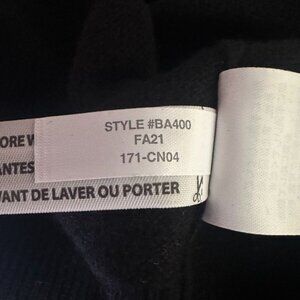 STYLE #BA400
FA21
171-CN04
ORE W
ANTES
VANT DE LAVER OU PORTER